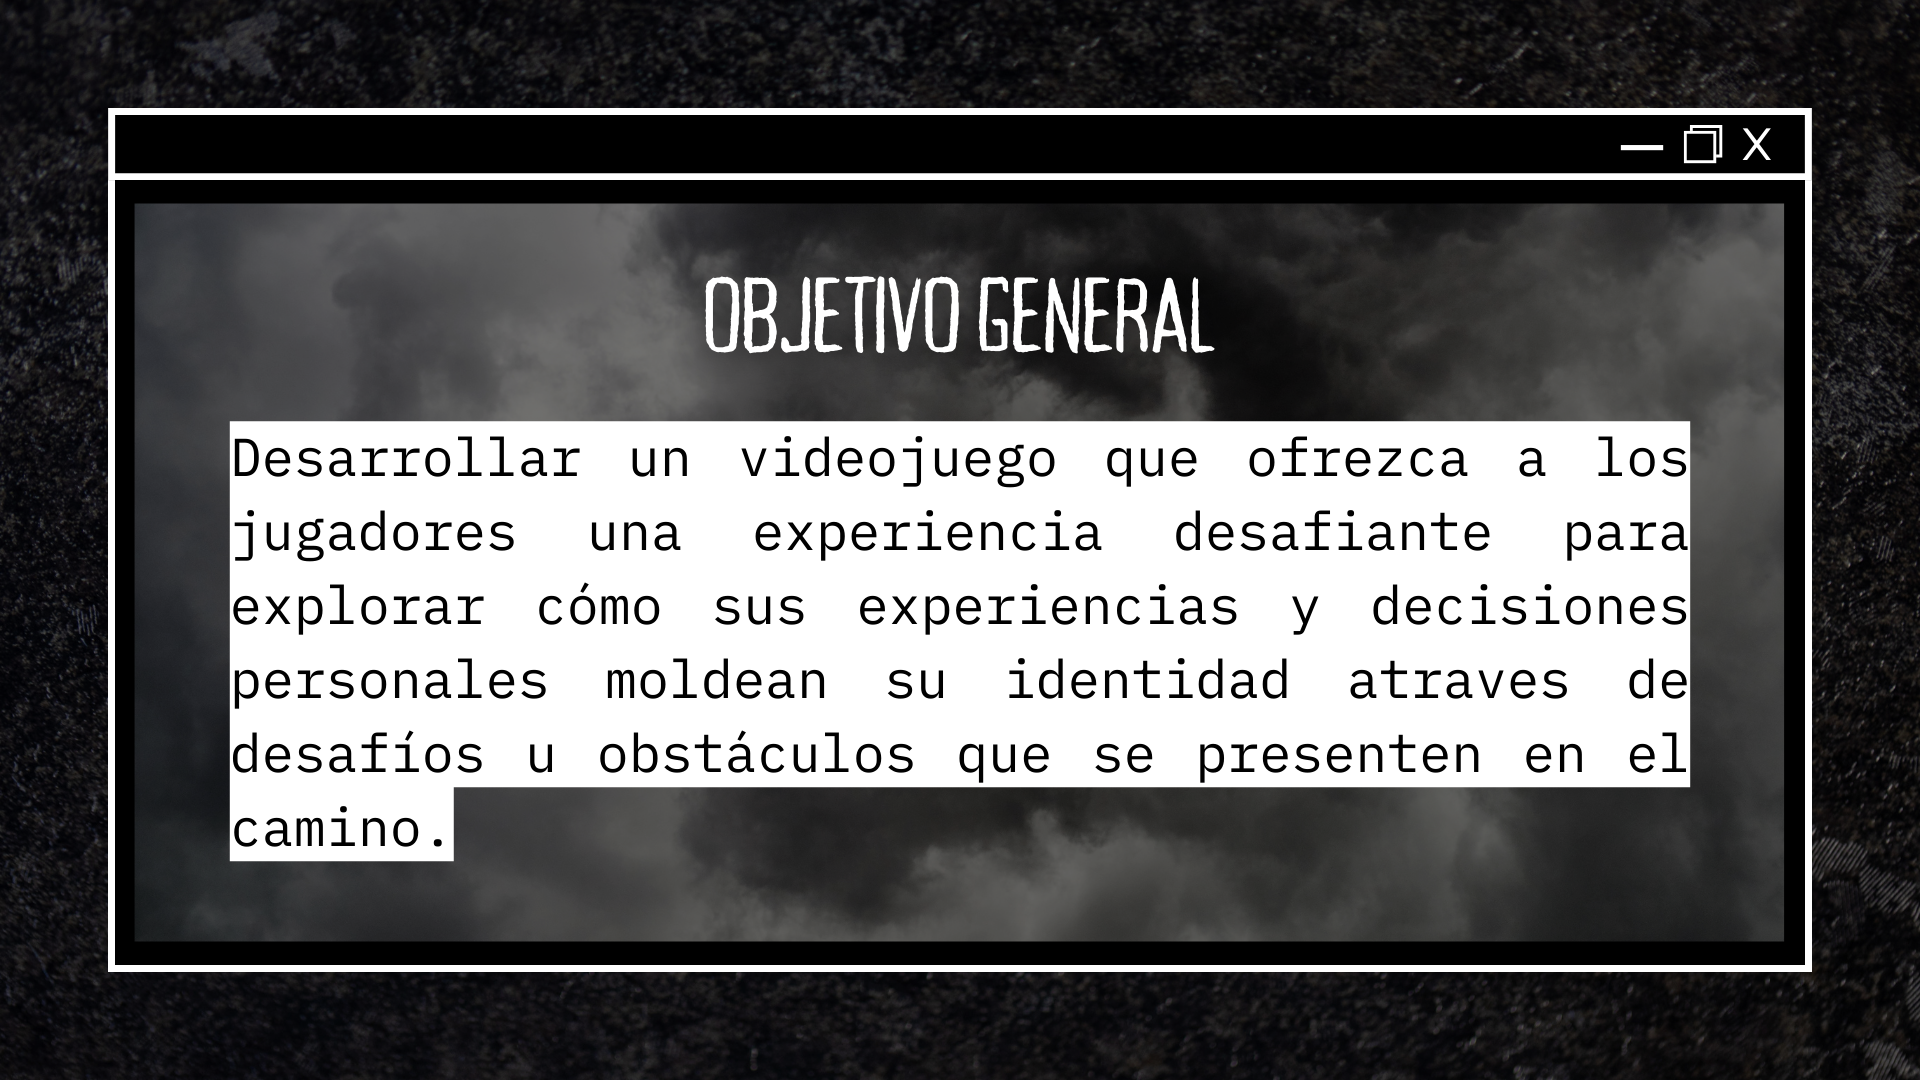 OBJETIVO GENERAL
Desarrollar un videojuego que ofrezca a los
jugadores una experiencia desafiante para
explorar cómo sus experiencias y decisiones
personales moldean su identidad atraves de
desafíos u obstáculos que se presenten en el
camino.